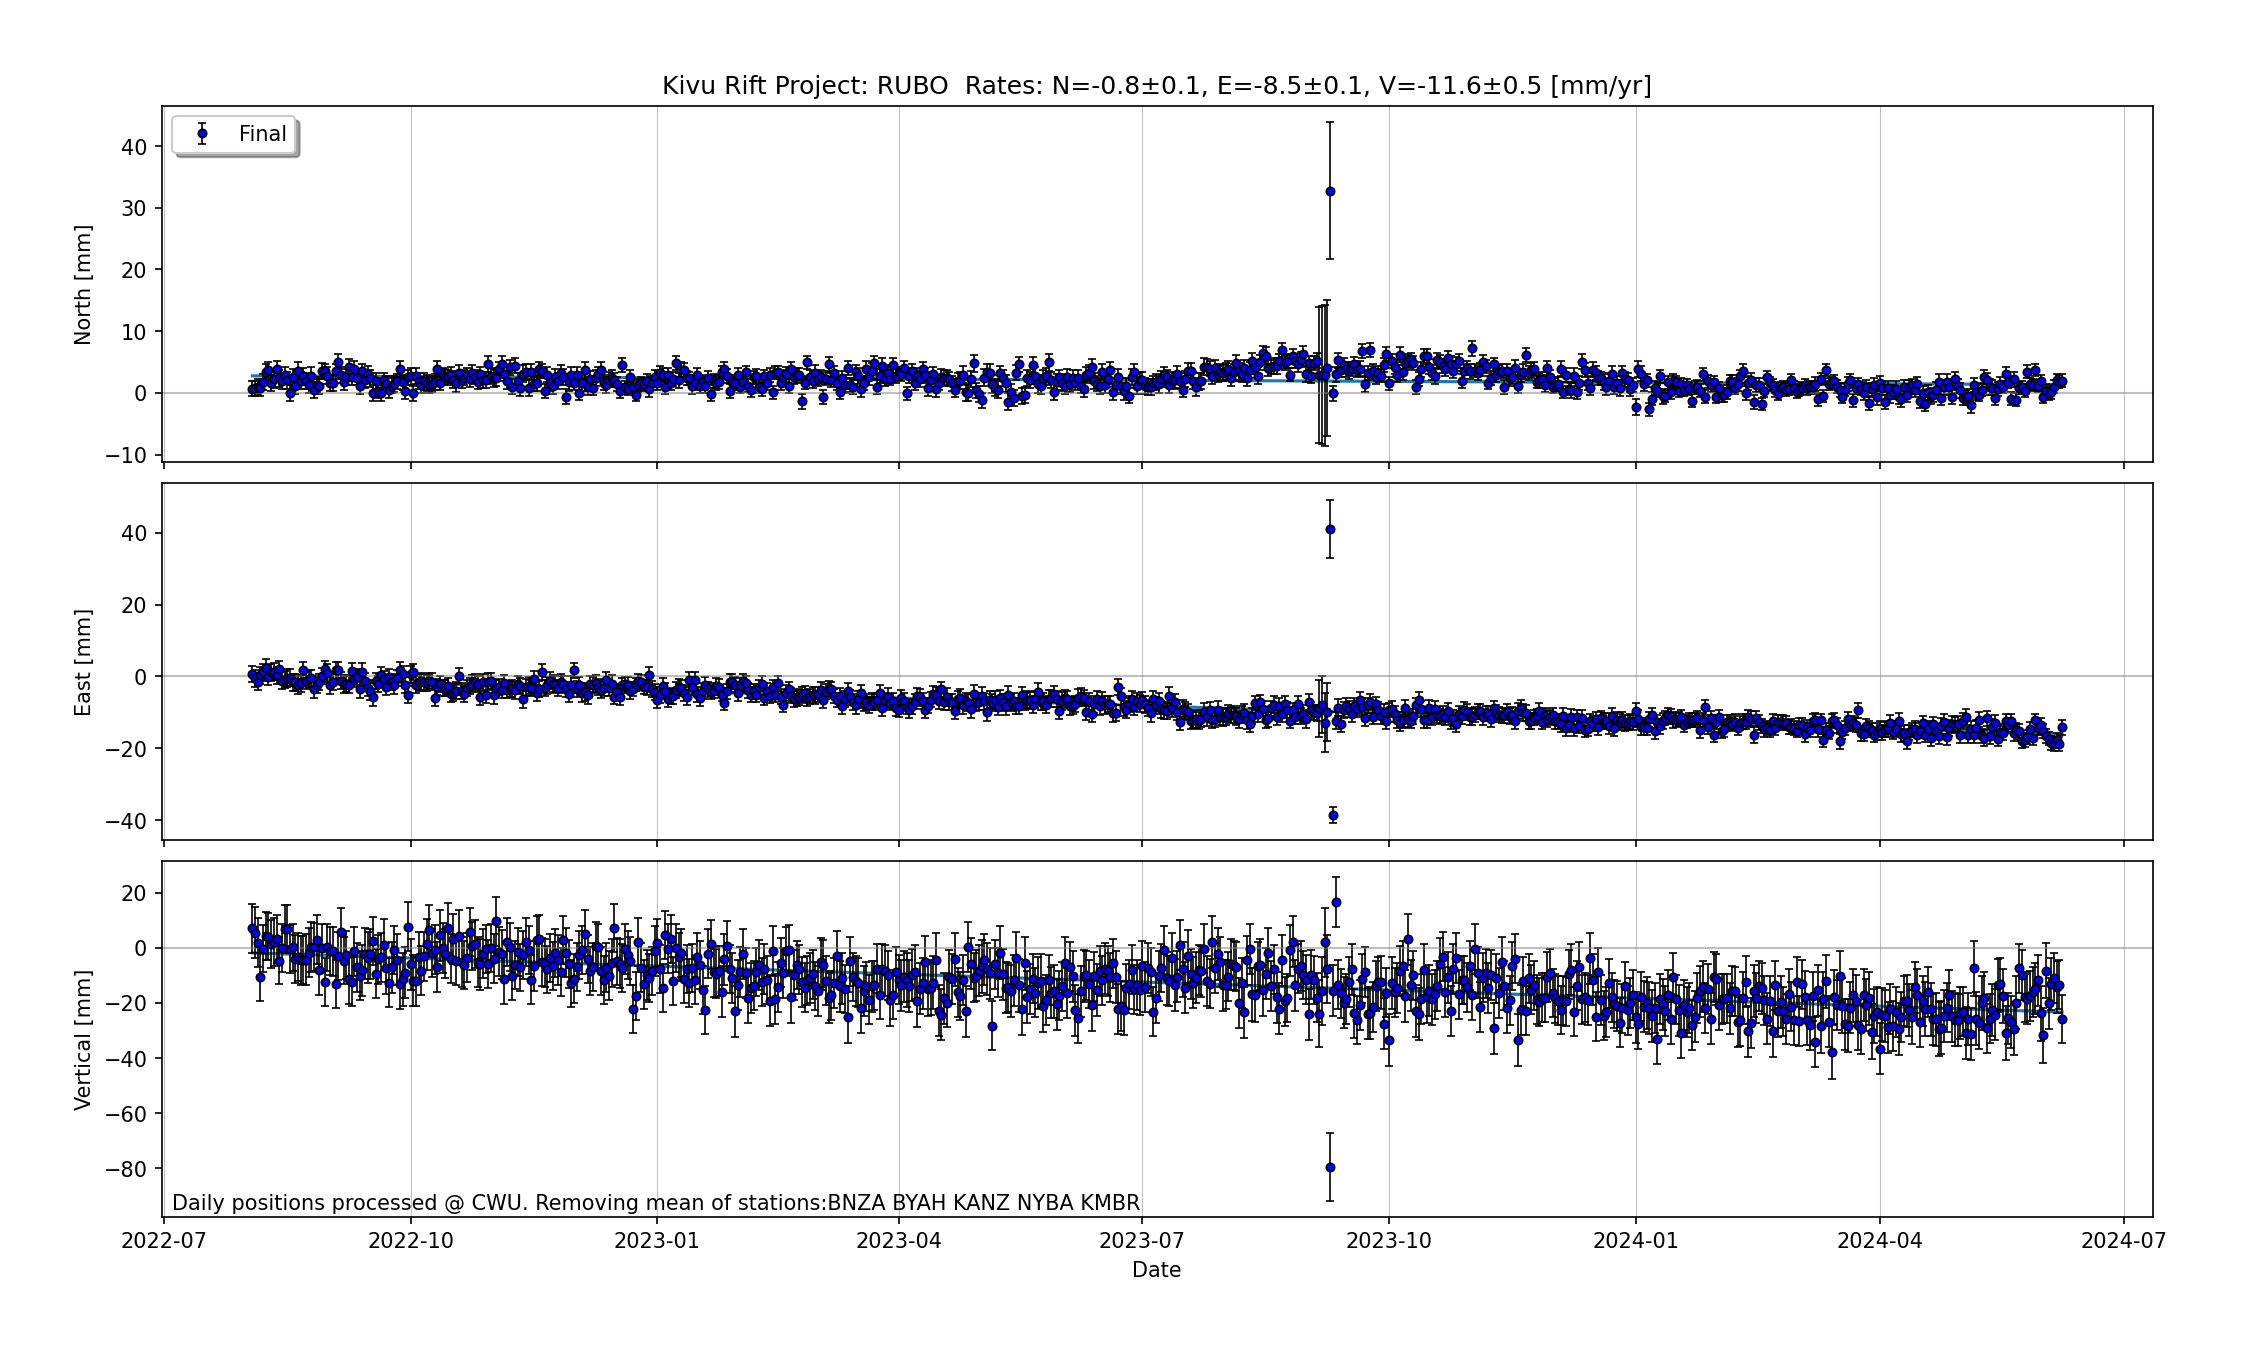 Kivu Rift Project: RUBO  Rates: N=-0.8±0.1, E=-8.5±0.1, V=-11.6±0.5 [mm/yr]
Final
North [mm]
40
30
20
10
0
−10
East [mm]
40
20
0
−20
−40
Vertical [mm]
20
0
−20
−40
−60
−80
Daily positions processed @ CWU. Removing mean of stations:BNZA BYAH KANZ NYBA KMBR
2022-07 2022-10 2023-01 2023-04 2023-07 2023-10 2024-01 2024-04 2024-07
Date